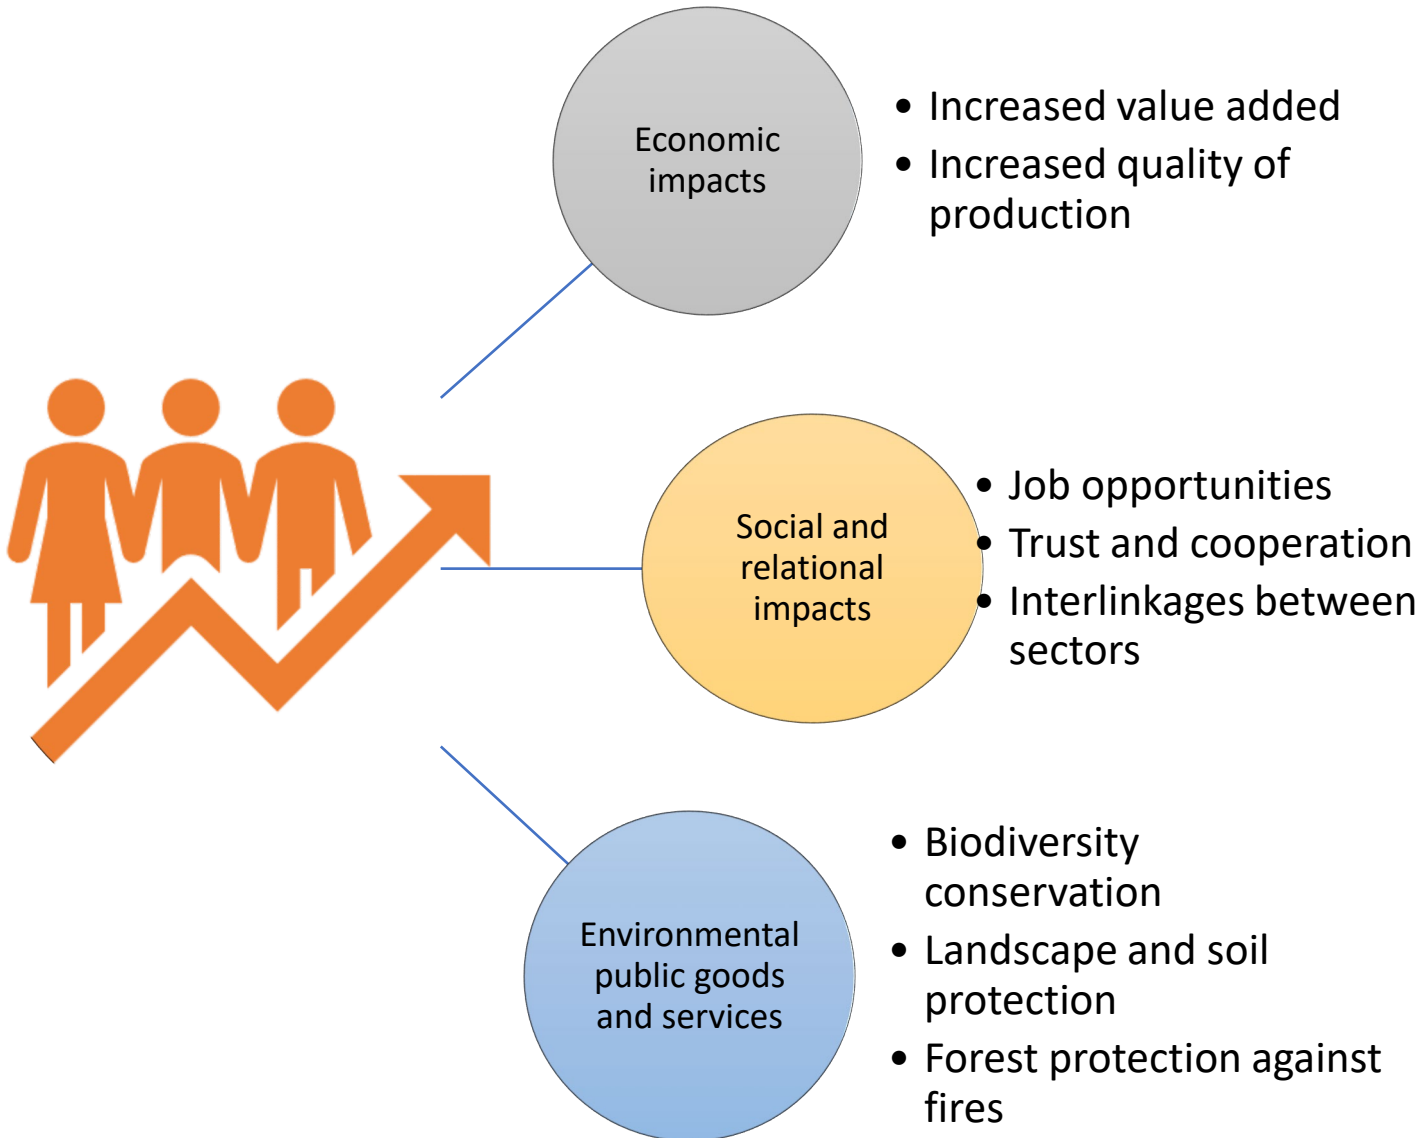 Economic
impacts
• Increased value added
• Increased quality of
production
Social and
relational
impacts
• Job opportunities
• Trust and cooperation
• Interlinkages between
sectors
Environmental
public goods
and services
• Biodiversity
conservation
• Landscape and soil
protection
• Forest protection against
fires